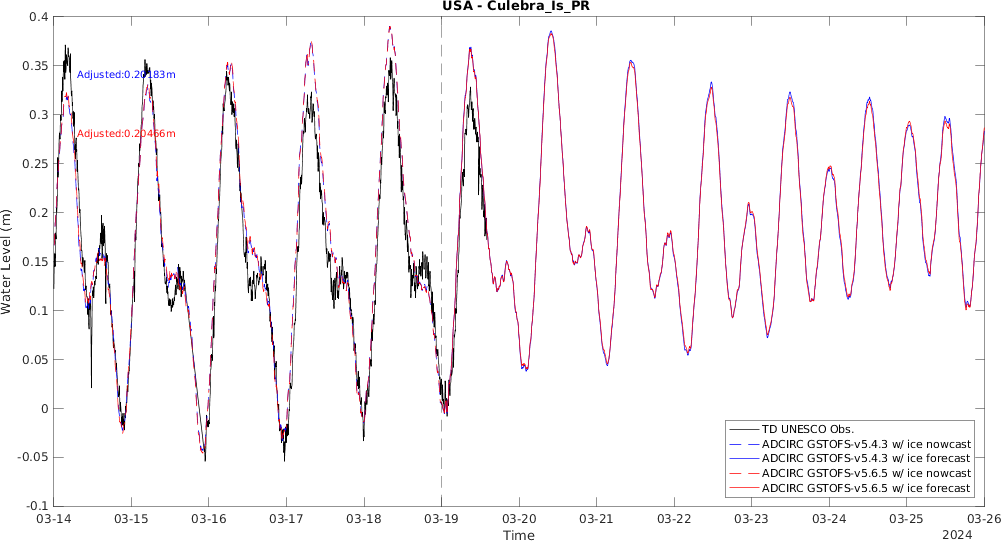 USA - Culebra_Is_PR
0.4
0.35
0.3
0.25
0.2
0.15
0.1
0.05
0
-0.05
-0.1
Water Level (m)
Adjusted:0.20183m
Adjusted:0.20466m
TD UNESCO Obs.
ADCIRC GSTOFS-v5.4.3 w/ ice nowcast
ADCIRC GSTOFS-v5.4.3 w/ ice forecast
ADCIRC GSTOFS-v5.6.5 w/ ice nowcast
ADCIRC GSTOFS-v5.6.5 w/ ice forecast
03-14 03-15 03-16 03-17 03-18 03-19 03-20 03-21 03-22 03-23 03-24 03-25 03-26
Time
2024